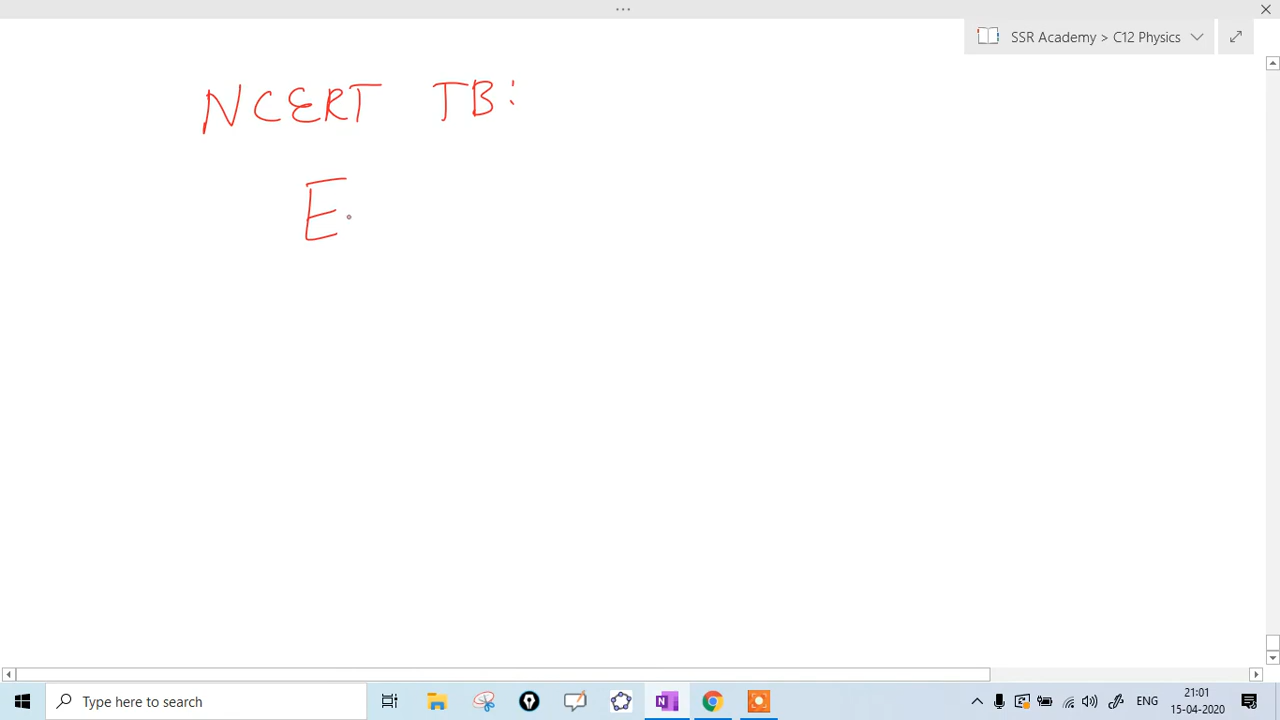 SSR Academy > C12 Physics
NCERT TB:
E
Type here to search
ENG
21:01
15-04-2020